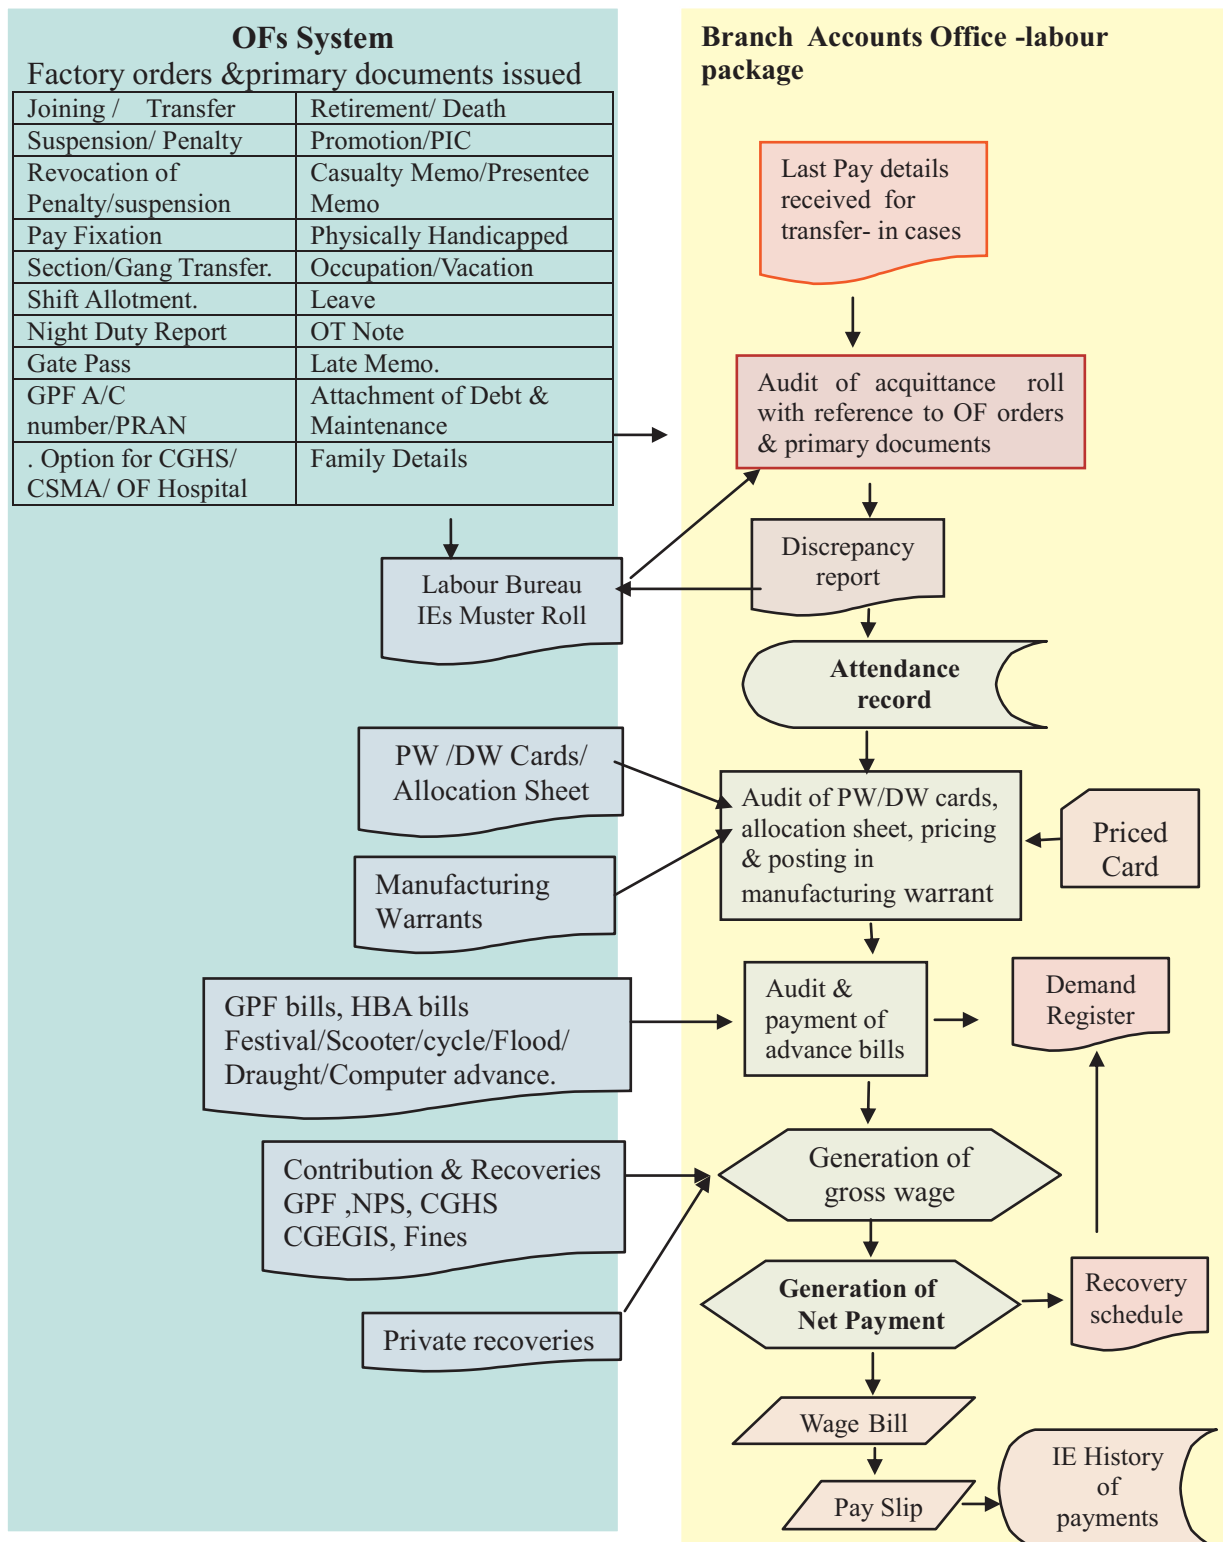 OFs System
Factory orders &primary documents issued
Joining / Transfer
Retirement/ Death
Suspension/ Penalty
Promotion/PIC
Revocation of
Penalty/suspension
Casualty Memo/Presentee
Memo
Pay Fixation
Physically Handicapped
Section/Gang Transfer.
Occupation/Vacation
Shift Allotment.
Leave
Night Duty Report
OT Note
Gate Pass
Late Memo.
GPF A/C
number/PRAN
Attachment of Debt &
Maintenance
. Option for CGHS/
CSMA/ OF Hospital
Family Details
Labour Bureau
IEs Muster Roll
PW /DW Cards/
Allocation Sheet
Manufacturing
Warrants
GPF bills, HBA bills
Festival/Scooter/cycle/Flood/
Draught/Computer advance.
Contribution & Recoveries
GPF ,NPS, CGHS
CGEGIS, Fines
Private recoveries
Branch Accounts Office -labour
package
Last Pay details
received for
transfer- in cases
Audit of acquittance roll
with reference to OF orders
& primary documents
Discrepancy
report
Attendance
record
Audit of PW/DW cards,
allocation sheet, pricing
& posting in
manufacturing warrant
Priced
Card
Audit &
payment of
advance bills
Demand
Register
Generation of
gross wage
Generation of
Net Payment
Recovery
schedule
Wage Bill
Pay Slip
IE History
of
payments